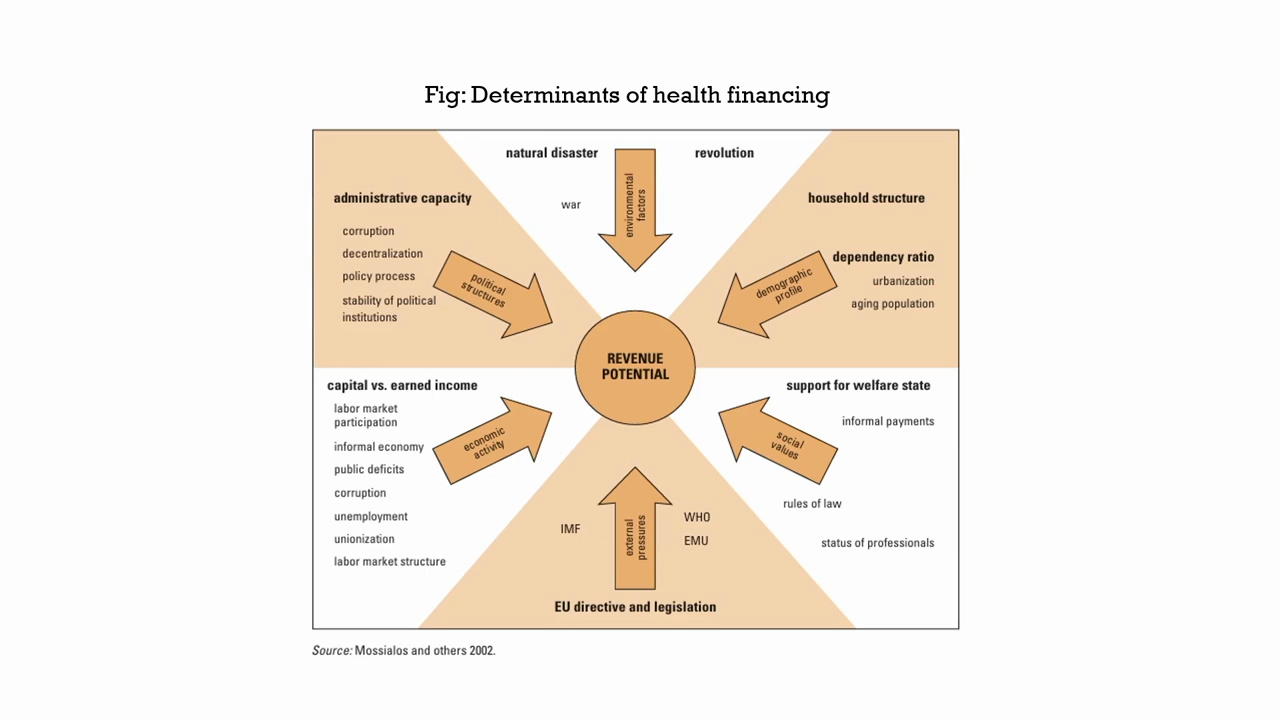 Fig: Determinants of health financing
natural disaster
revolution
war
environmental
factors
administrative capacity
corruption
decentralization
policy process
stability of political
institutions
political
structures
household structure
dependency ratio
urbanization
aging population
demographic
profile
REVENUE
POTENTIAL
capital vs. earned income
labor market
participation
informal economy
public deficits
corruption
unemployment
unionization
labor market structure
economic
activity
support for welfare state
informal payments
rules of law
status of professionals
social
values
IMF
external
pressures
WHO
EMU
EU directive and legislation
Source: Mossialos and others 2002.